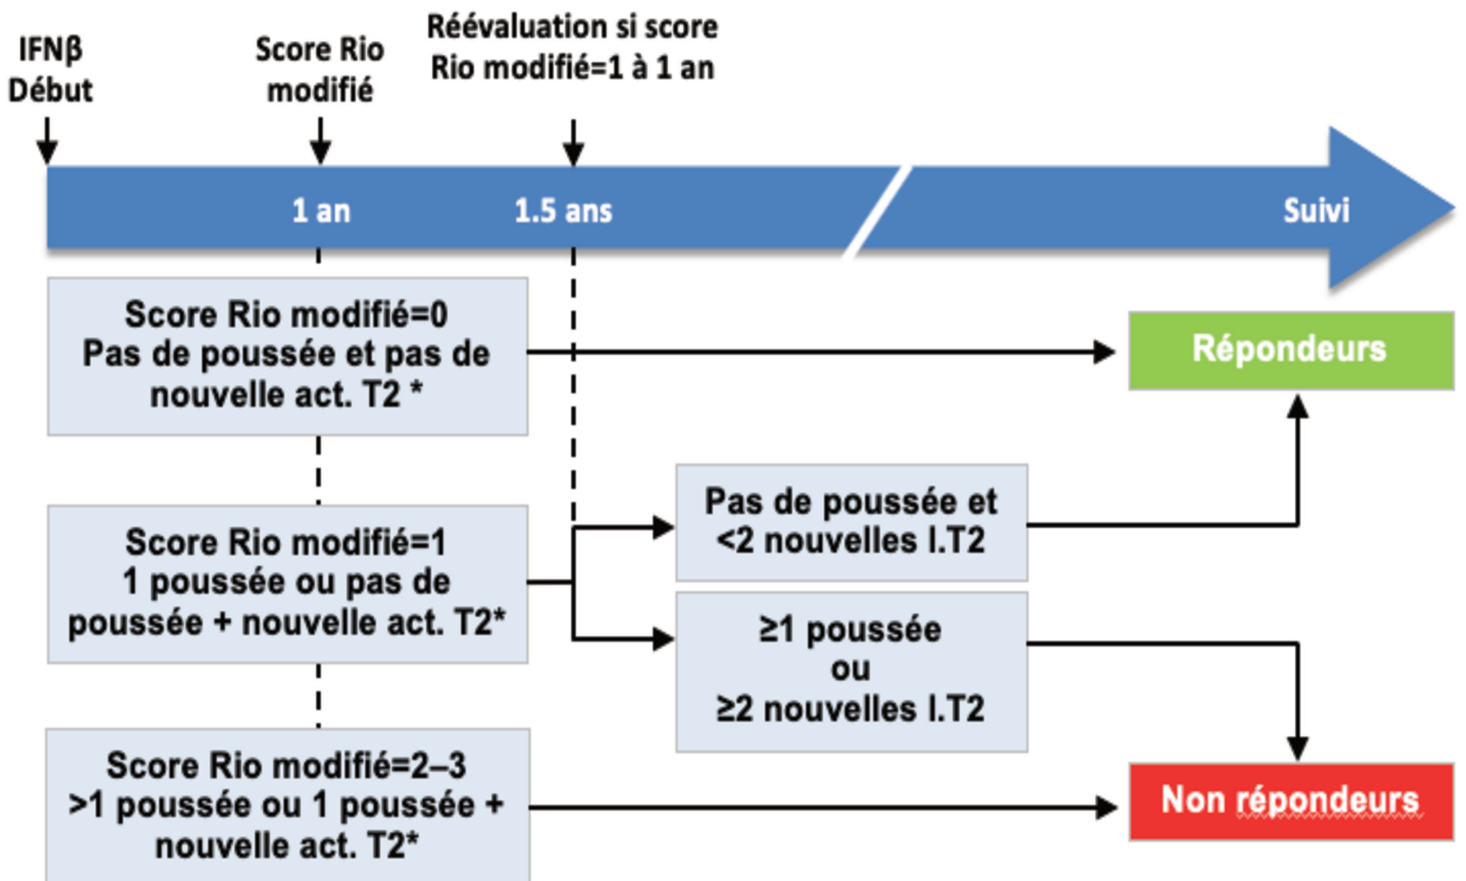 IFNβ
Début
Score Rio
modifié
Réévaluation si score
Rio modifié=1 à 1 an
1 an
1.5 ans
Suivi
Score Rio modifié=0
Pas de poussée et pas de
nouvelle act. T2 *
Répondeurs
Score Rio modifié=1
1 poussée ou pas de
poussée + nouvelle act. T2*
Pas de poussée et
<2 nouvelles l.T2
≥1 poussée
ou
≥2 nouvelles l.T2
Score Rio modifié=2–3
>1 poussée ou 1 poussée +
nouvelle act. T2*
Non répondeurs